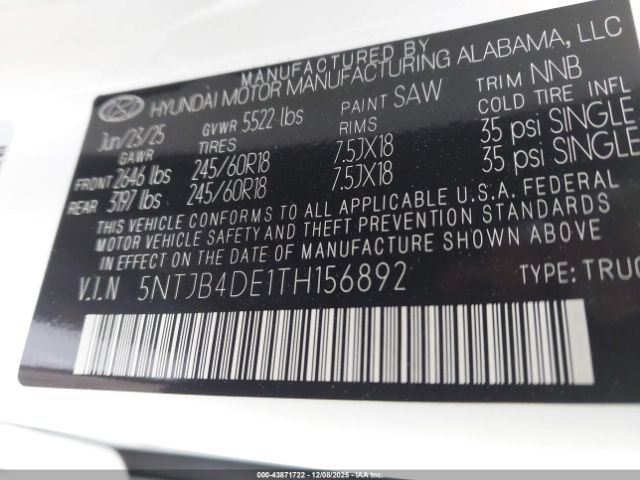 MANUFACTURED BY
HYUNDAI MOTOR MANUFACTURING ALABAMA, LLC
Jun/23/25 GVWR 5522 lbs PAINT SAW TRIM NNB
GAWR TIRES RIMS COLD TIRE INFL
FRONT 2646 lbs 245/60R18 7.5JX18 35 psi SINGLE
REAR 3197 lbs 245/60R18 7.5JX18 35 psi SINGLE
THIS VEHICLE CONFORMS TO ALL APPLICABLE U.S.A. FEDERAL
MOTOR VEHICLE SAFETY AND THEFT PREVENTION STANDARDS
IN EFFECT ON THE DATE OF MANUFACTURE SHOWN ABOVE
V.I.N 5NTJB4DE1TH156892 TYPE: TRUC
000-43871722 - 12/08/2025 - IAA, Inc.